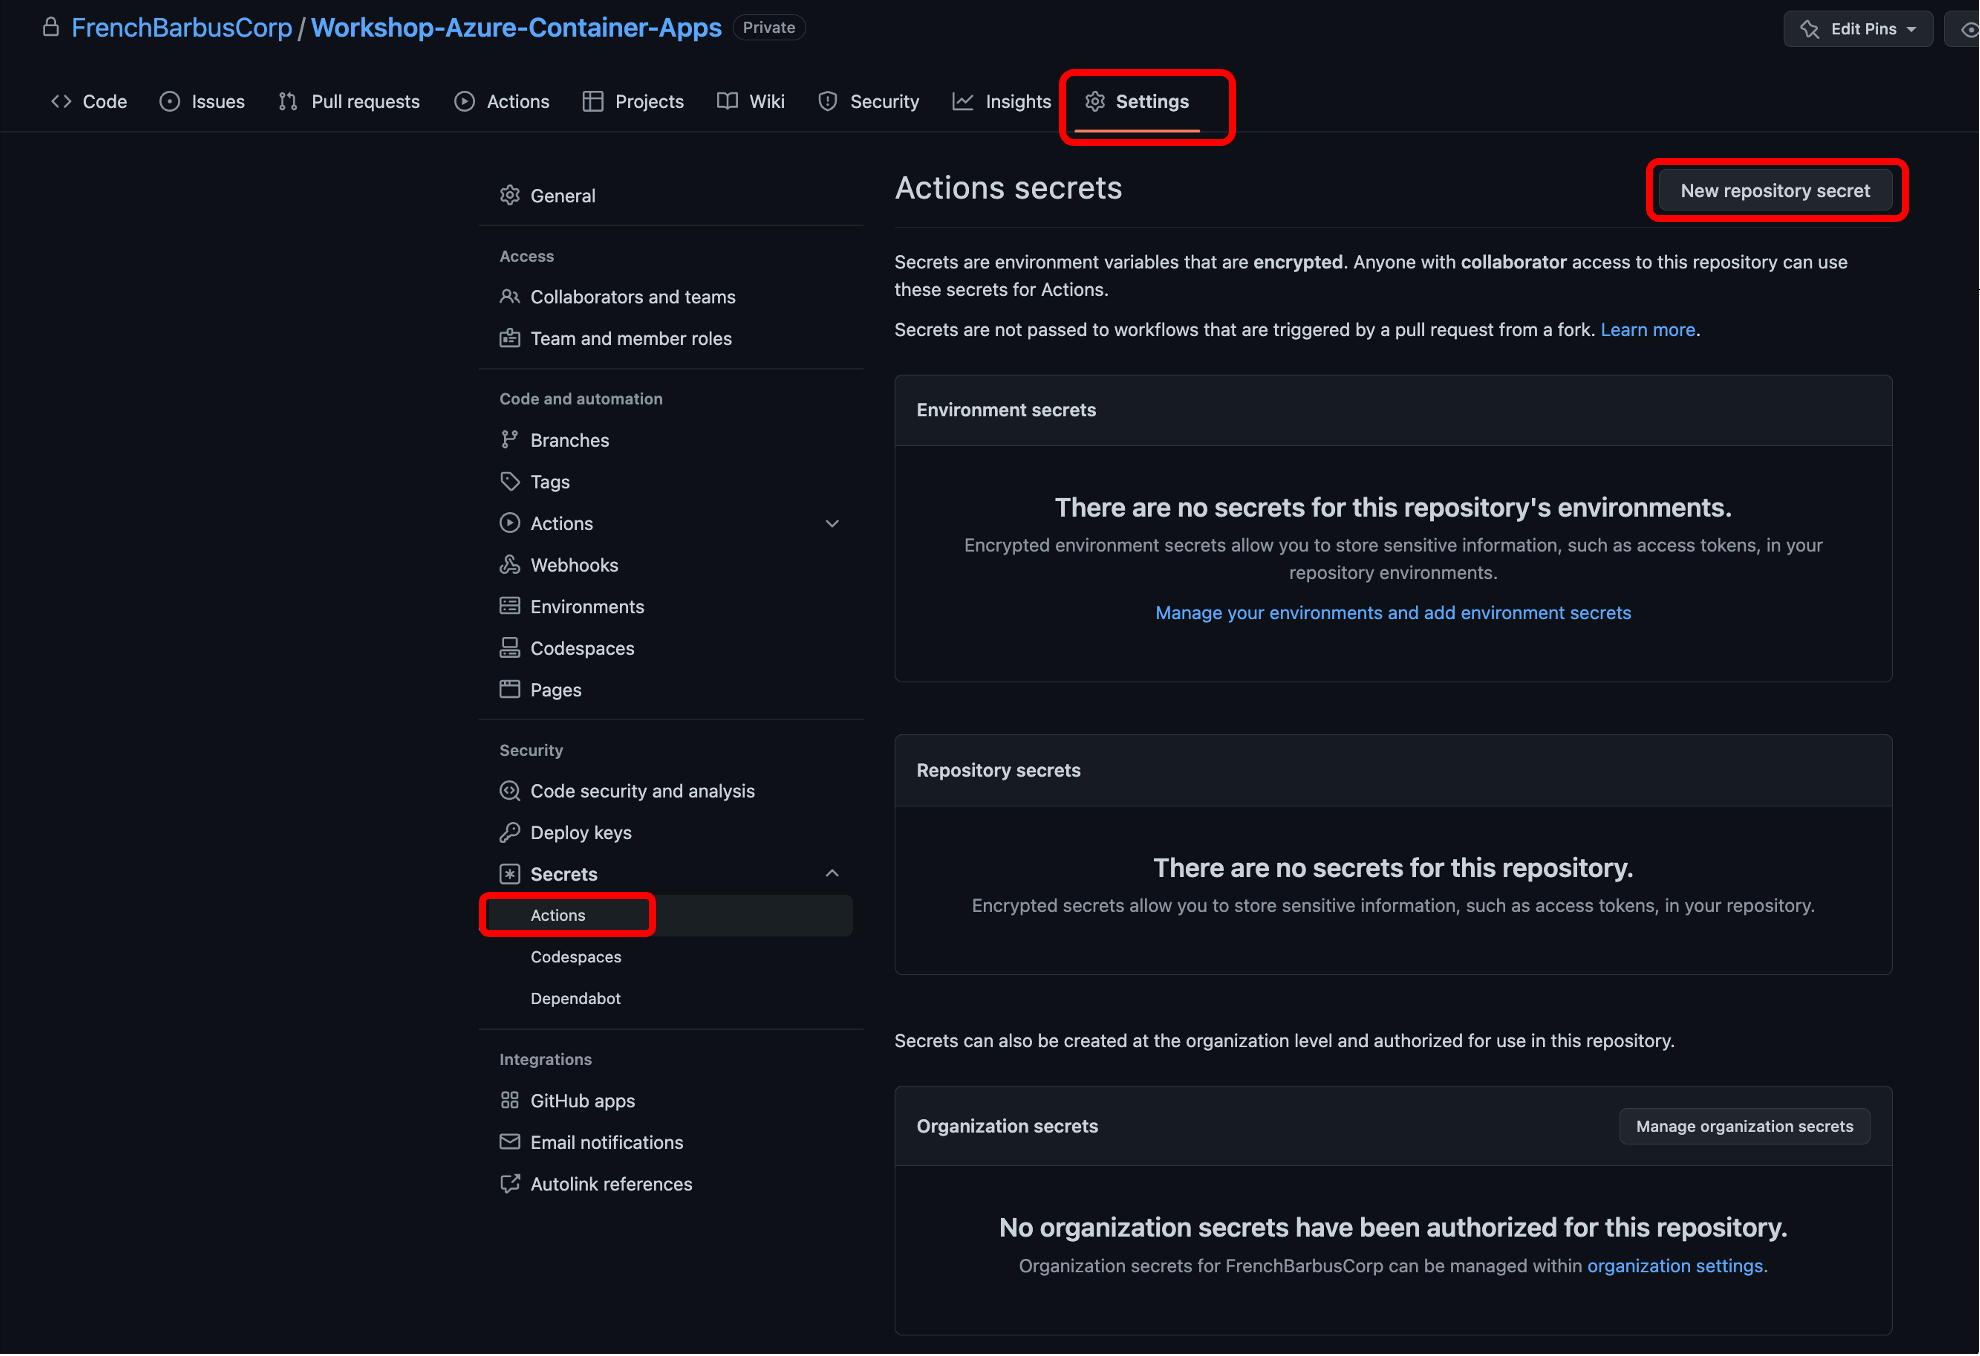 FrenchBarbusCorp / Workshop-Azure-Container-Apps Private
Edit Pins
Code Issues Pull requests Actions Projects Wiki Security Insights Settings
General
Access
Collaborators and teams
Team and member roles
Code and automation
Branches
Tags
Actions
Webhooks
Environments
Codespaces
Pages
Security
Code security and analysis
Deploy keys
Secrets
Actions
Codespaces
Dependabot
Integrations
GitHub apps
Email notifications
Autolink references
Actions secrets
New repository secret
Secrets are environment variables that are encrypted. Anyone with collaborator access to this repository can use
these secrets for Actions.
Secrets are not passed to workflows that are triggered by a pull request from a fork. Learn more.
Environment secrets
There are no secrets for this repository's environments.
Encrypted environment secrets allow you to store sensitive information, such as access tokens, in your
repository environments.
Manage your environments and add environment secrets
Repository secrets
There are no secrets for this repository.
Encrypted secrets allow you to store sensitive information, such as access tokens, in your repository.
Secrets can also be created at the organization level and authorized for use in this repository.
Organization secrets
Manage organization secrets
No organization secrets have been authorized for this repository.
Organization secrets for FrenchBarbusCorp can be managed within organization settings.